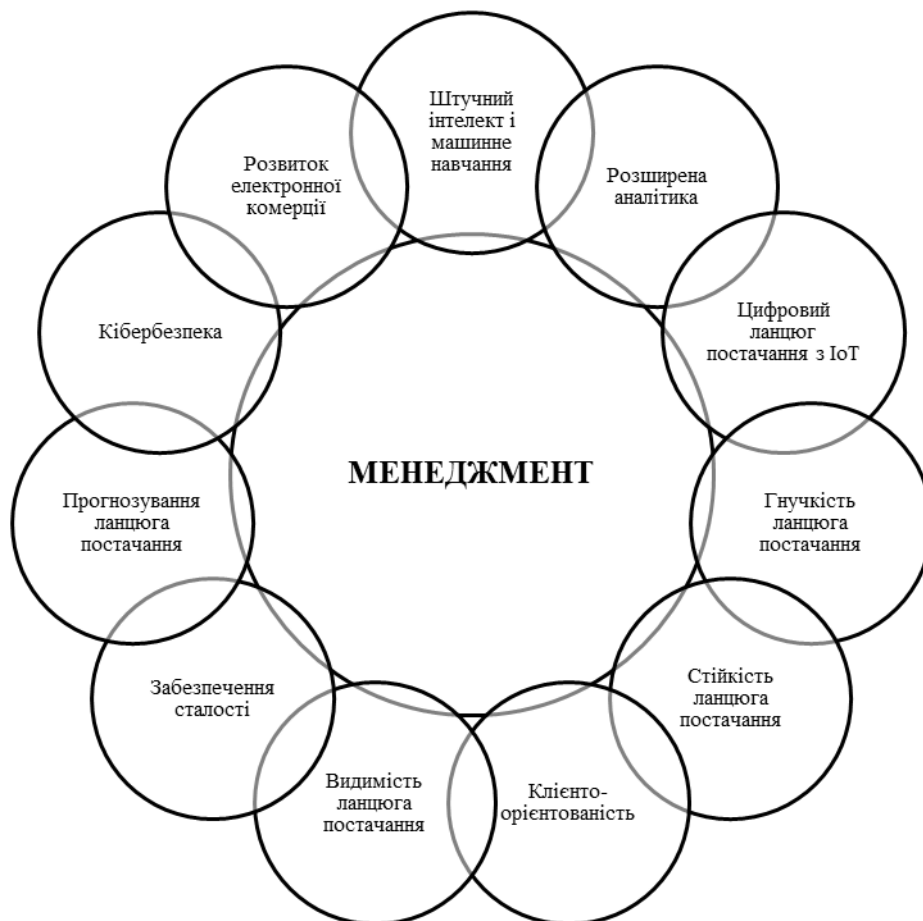 Штучний
інтелект і
машинне
навчання
Розширена
аналітика
Цифровий
ланцюг
постачання з IoT
Гнучкість
ланцюга
постачання
Стійкість
ланцюга
постачання
Клієнто-
орієнтованість
Видимість
ланцюга
постачання
Забезпечення
сталості
Прогнозування
ланцюга
постачання
Кібербезпека
Розвиток
електронної
комерції
МЕНЕДЖМЕНТ